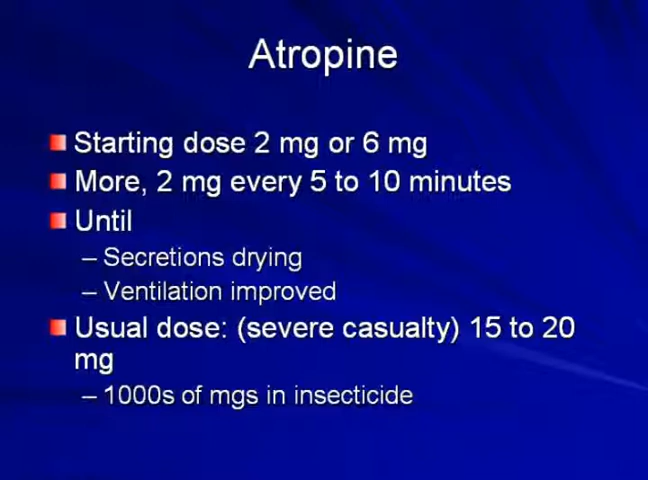 Atropine
Starting dose 2 mg or 6 mg
More, 2 mg every 5 to 10 minutes
Until
– Secretions drying
– Ventilation improved
Usual dose: (severe casualty) 15 to 20
mg
– 1000s of mgs in insecticide